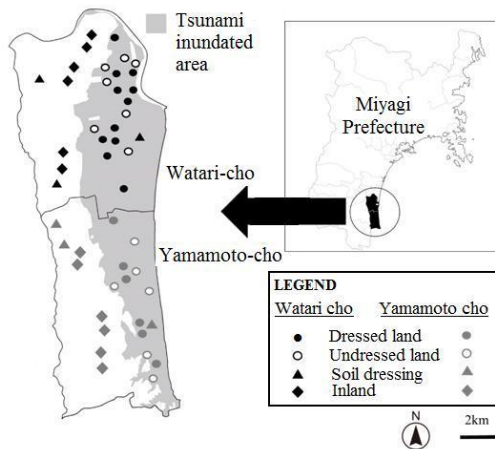 Tsunami
inundated
area
Miyagi
Prefecture
Watari-cho
Yamamoto-cho
LEGEND
Watari cho Yamamoto cho
Dressed land
Undressed land
Soil dressing
Inland
N
2km